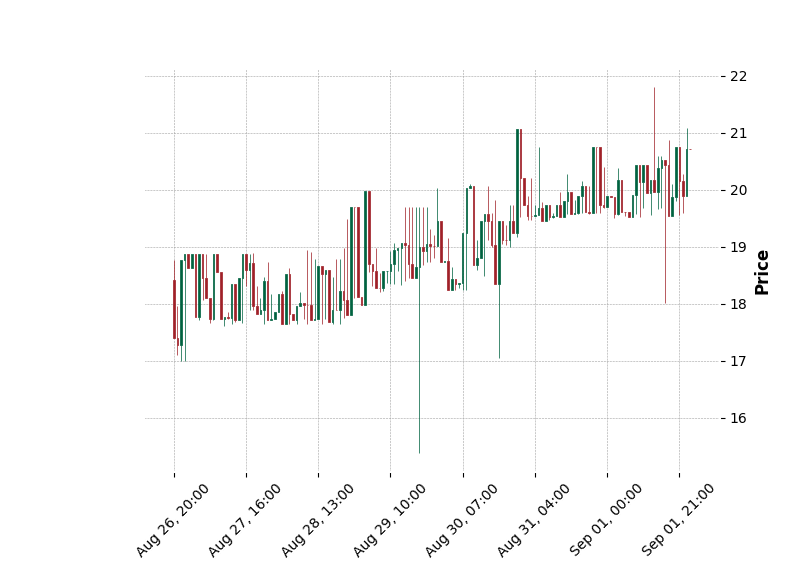 22
21
20
19
18
17
16
Price
Aug 26, 20:00
Aug 27, 16:00
Aug 28, 13:00
Aug 29, 10:00
Aug 30, 07:00
Aug 31, 04:00
Sep 01, 00:00
Sep 01, 21:00